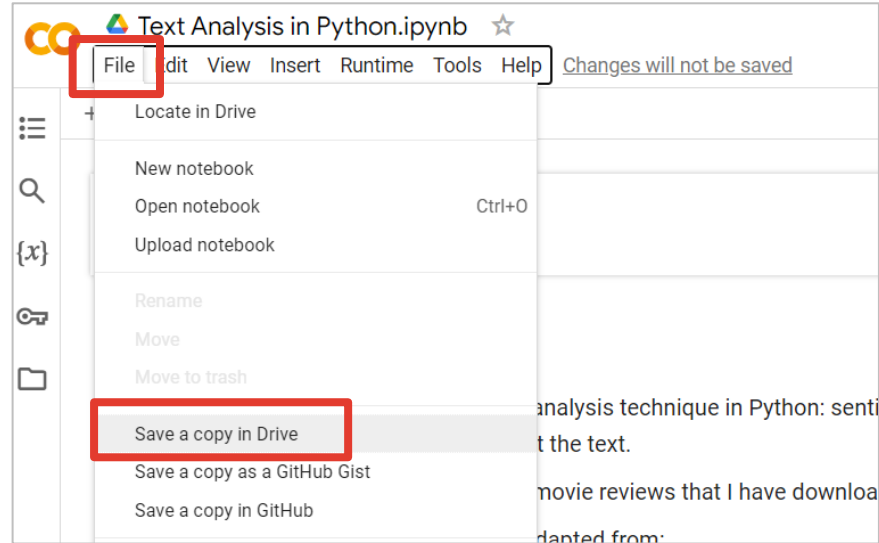 Text Analysis in Python.ipynb
File Edit View Insert Runtime Tools Help Changes will not be saved
Locate in Drive
New notebook
Open notebook Ctrl+O
Upload notebook
{x}
Rename
Move
Move to trash
analysis technique in Python: senti
Save a copy in Drive
t the text.
Save a copy as a GitHub Gist
movie reviews that I have downloa
Save a copy in GitHub
dapted from: